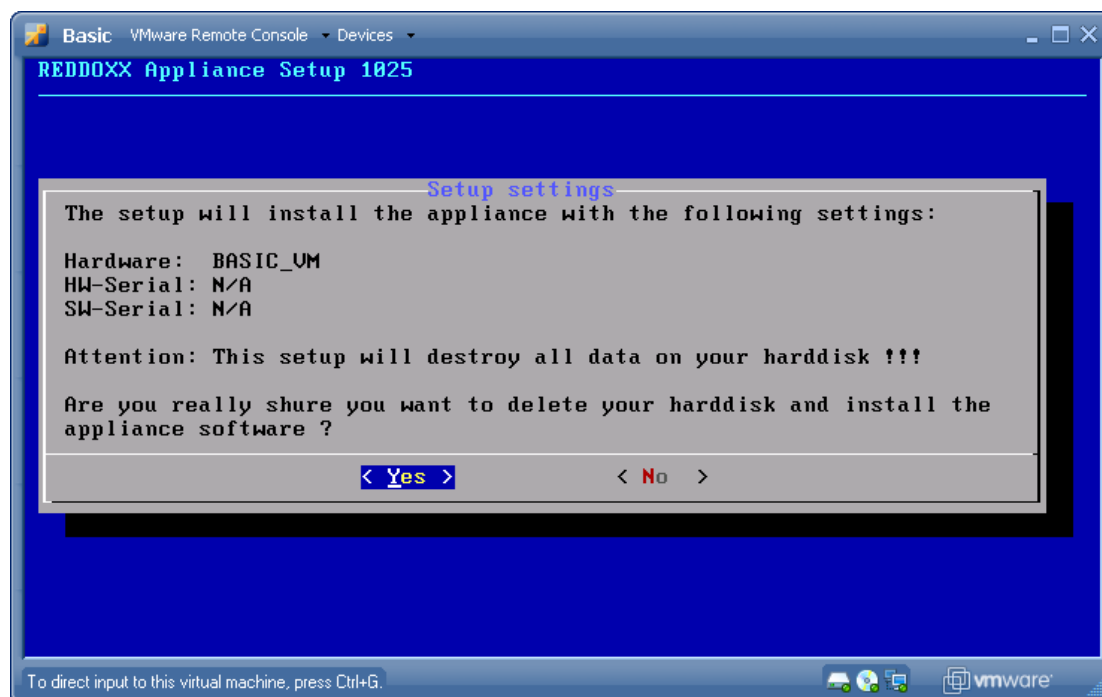 Basic VMware Remote Console Devices
REDDOXX Appliance Setup 1025
Setup settings
The setup will install the appliance with the following settings:
Hardware: BASIC_VM
HW-Serial: N/A
SW-Serial: N/A
Attention: This setup will destroy all data on your harddisk !!!
Are you really shure you want to delete your harddisk and install the
appliance software ?
< Yes > < No >
To direct input to this virtual machine, press Ctrl+G. vmware